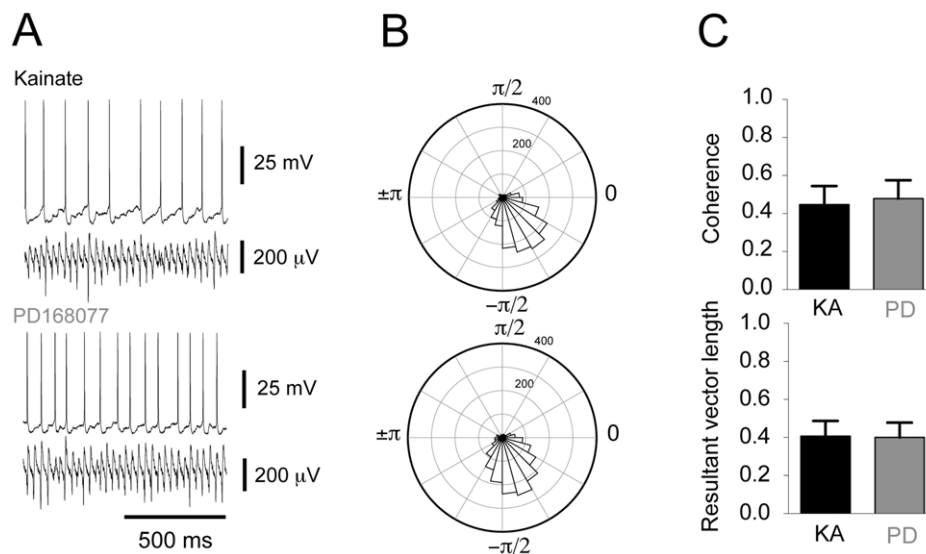 A
Kainate
25 mV
200 μV
PD168077
25 mV
200 μV
500 ms
B
π/2
400
200
±π
0
−π/2
π/2
400
200
±π
0
−π/2
C
Coherence
1.0
0.8
0.6
0.4
0.2
0.0
KA
PD
Resultant vector length
1.0
0.8
0.6
0.4
0.2
0.0
KA
PD